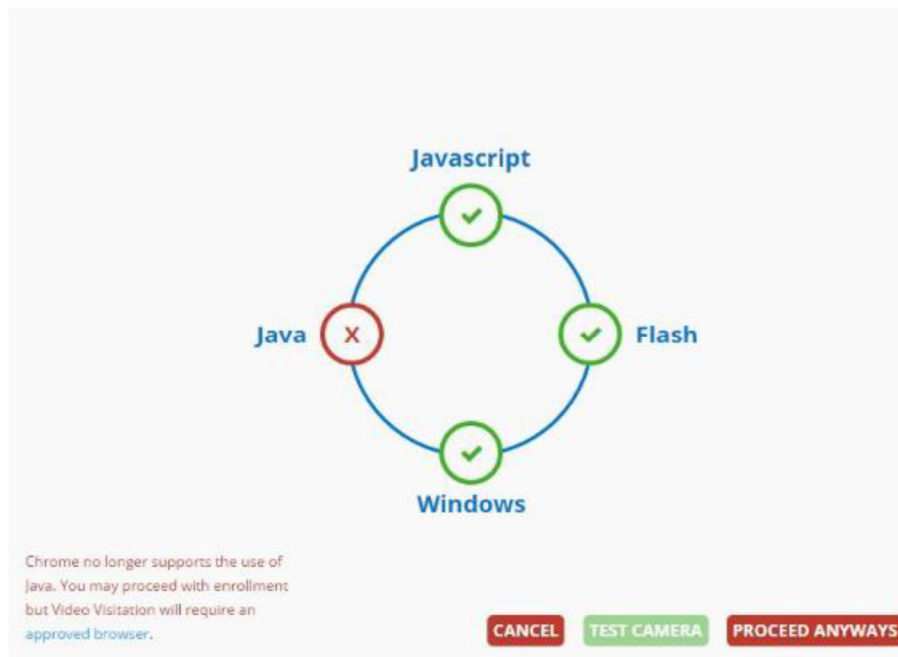 Javascript
Java
X
Flash
Windows
Chrome no longer supports the use of
Java. You may proceed with enrollment
but Video Visitation will require an
approved browser.
CANCEL
TEST CAMERA
PROCEED ANYWAYS